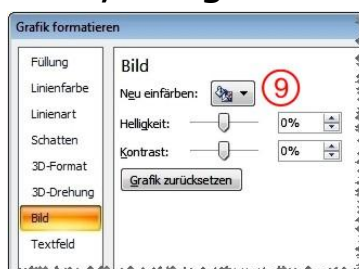 Grafik formatieren
Füllung
Linienfarbe
Linienart
Schatten
3D-Format
3D-Drehung
Bild
Textfeld
Bild
Neu einfärben:
9
Helligkeit: 0%
Kontrast: 0%
Grafik zurücksetzen